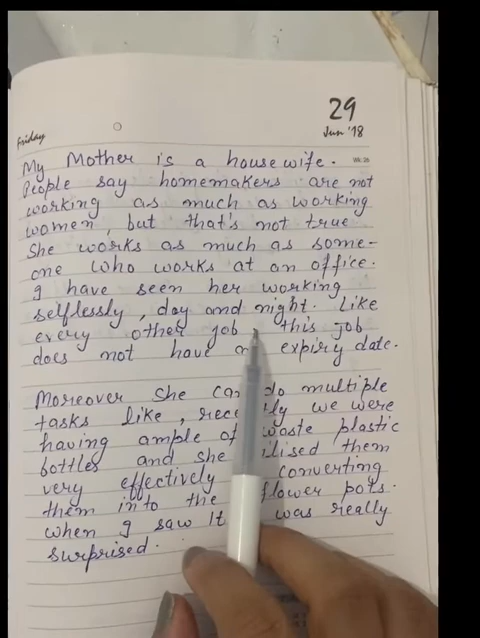 29
Friday
Jun '18
Wk: 26
My Mother is a housewife.
People say homemakers are not
working as much as working
women, but that's not true
She works as much as some-
one who works at an office.
I have seen her working
selflessly, day and night. Like
every other job this job
does not have expiry date.
Moreover she can do multiple
tasks like, we were
having ample of waste plastic
bottles and she them
very effectively converting
them into the flower pots.
when I saw It was really
surprised.